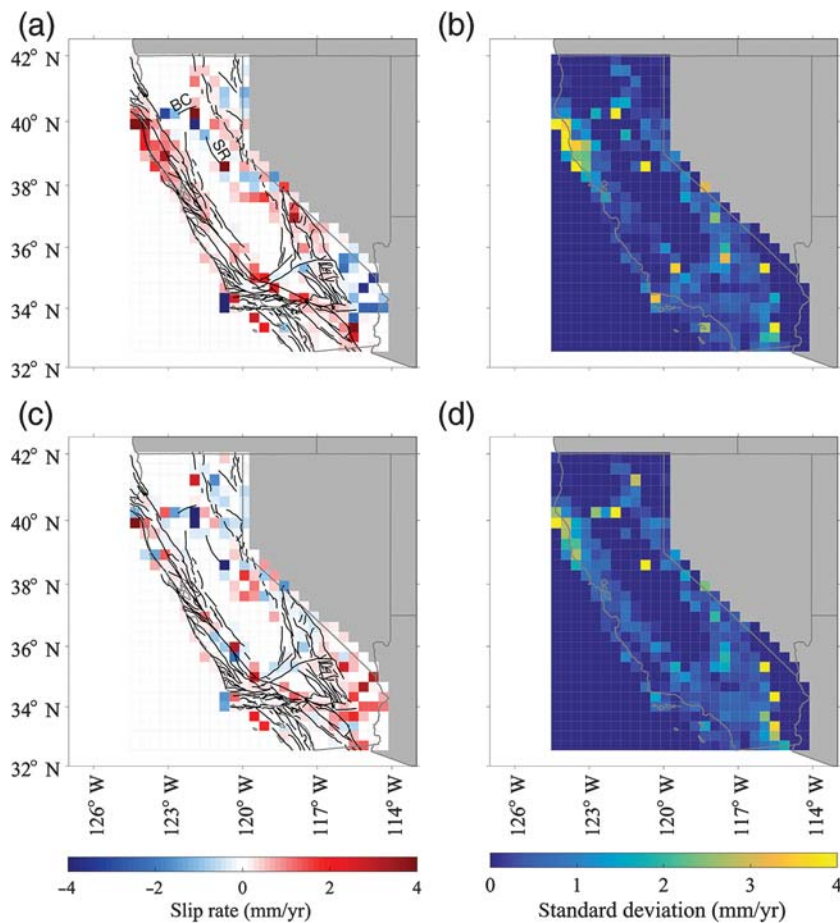 (a)
(b)
42° N
40° N
38° N
36° N
34° N
32° N
BC
SR
(c)
(d)
42° N
40° N
38° N
36° N
34° N
32° N
126° W
123° W
120° W
117° W
114° W
126° W
123° W
120° W
117° W
114° W
-4
-2
0
2
4
Slip rate (mm/yr)
0
1
2
3
4
Standard deviation (mm/yr)